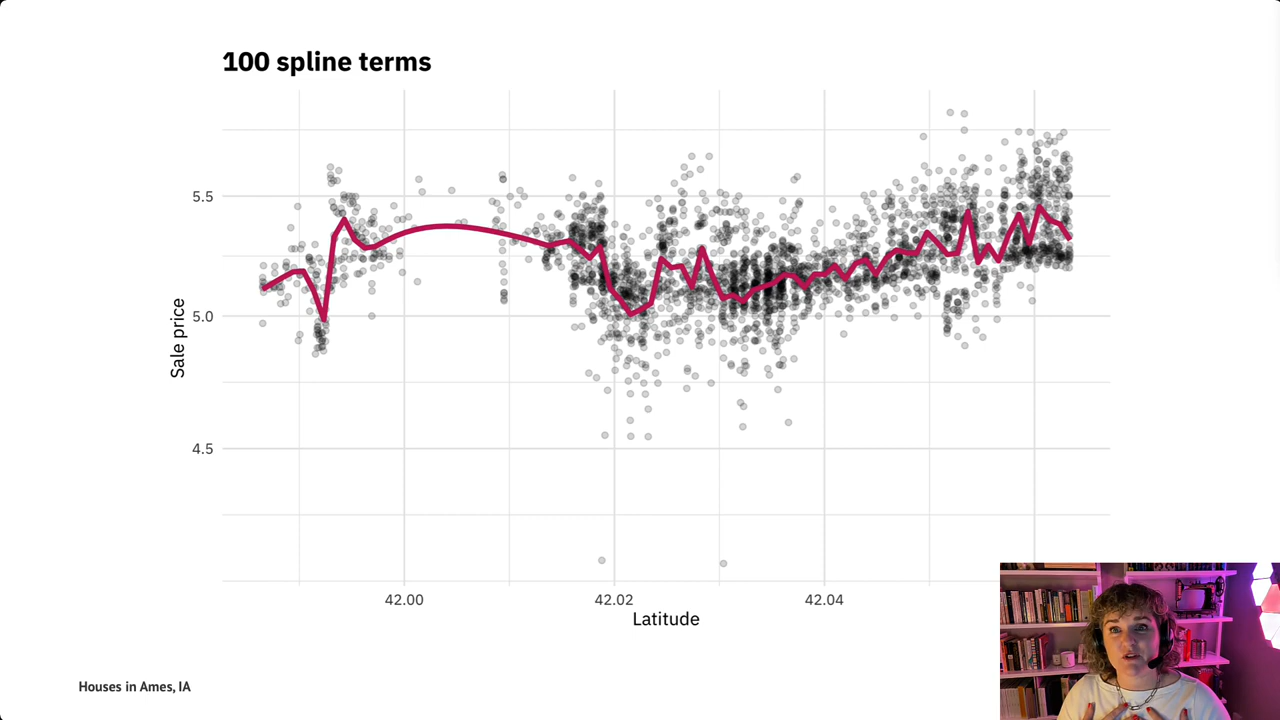 100 spline terms
5.5
5.0
4.5
Sale price
42.00
42.02
42.04
Latitude
Houses in Ames, IA